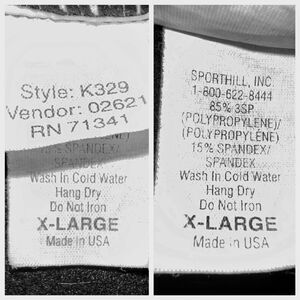 Style: K329
Vendor: 02621
RN 71341
(POLYPROPYLENE)
15% SPANDEX/
SPANDEX
Wash In Cold Water
Hang Dry
Do Not Iron
X-LARGE
Made in USA
SPORTHILL, INC.
1-800-622-8444
85% 3SP
(POLYPROPYLENE)/
(POLYPROPYLENE)
15% SPANDEX/
SPANDEX
Wash In Cold Water
Hang Dry
Do Not Iron
X-LARGE
Made in USA